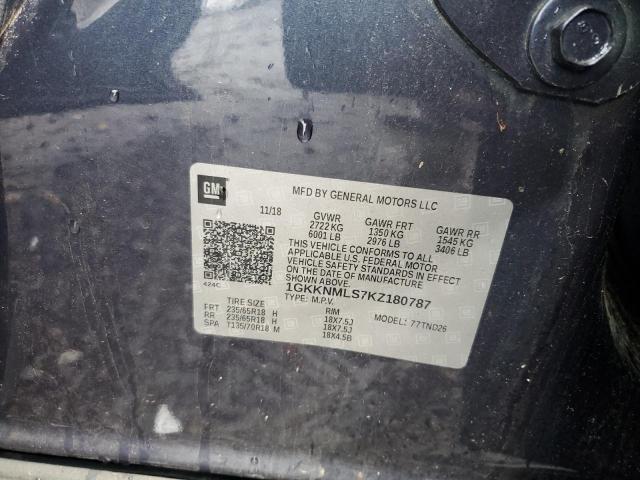 GM
MFD BY GENERAL MOTORS LLC
11/18 GVWR GAWR FRT GAWR RR
2722 KG 1350 KG 1545 KG
6001 LB 2976 LB 3406 LB
THIS VEHICLE CONFORMS TO ALL
APPLICABLE U.S. FEDERAL MOTOR
VEHICLE SAFETY STANDARDS IN EFFECT
ON THE DATE OF MANUFACTURE
SHOWN ABOVE.
424C 1GKKNMLS7KZ180787
TYPE: M.P.V. MODEL: 77TND26
TIRE SIZE RIM
FRT 235/65R18 H 18X7.5J
RR 235/65R18 H 18X7.5J
SPA T135/70R18 M 18X4.5B